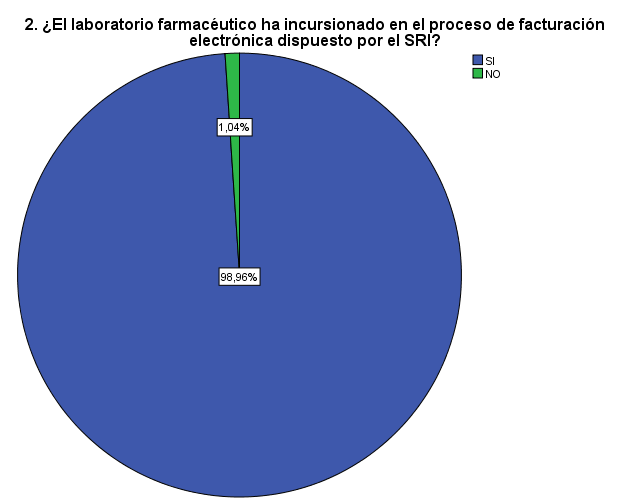 2. ¿El laboratorio farmacéutico ha incursionado en el proceso de facturación
electrónica dispuesto por el SRI?
SI
NO
1,04%
98,96%